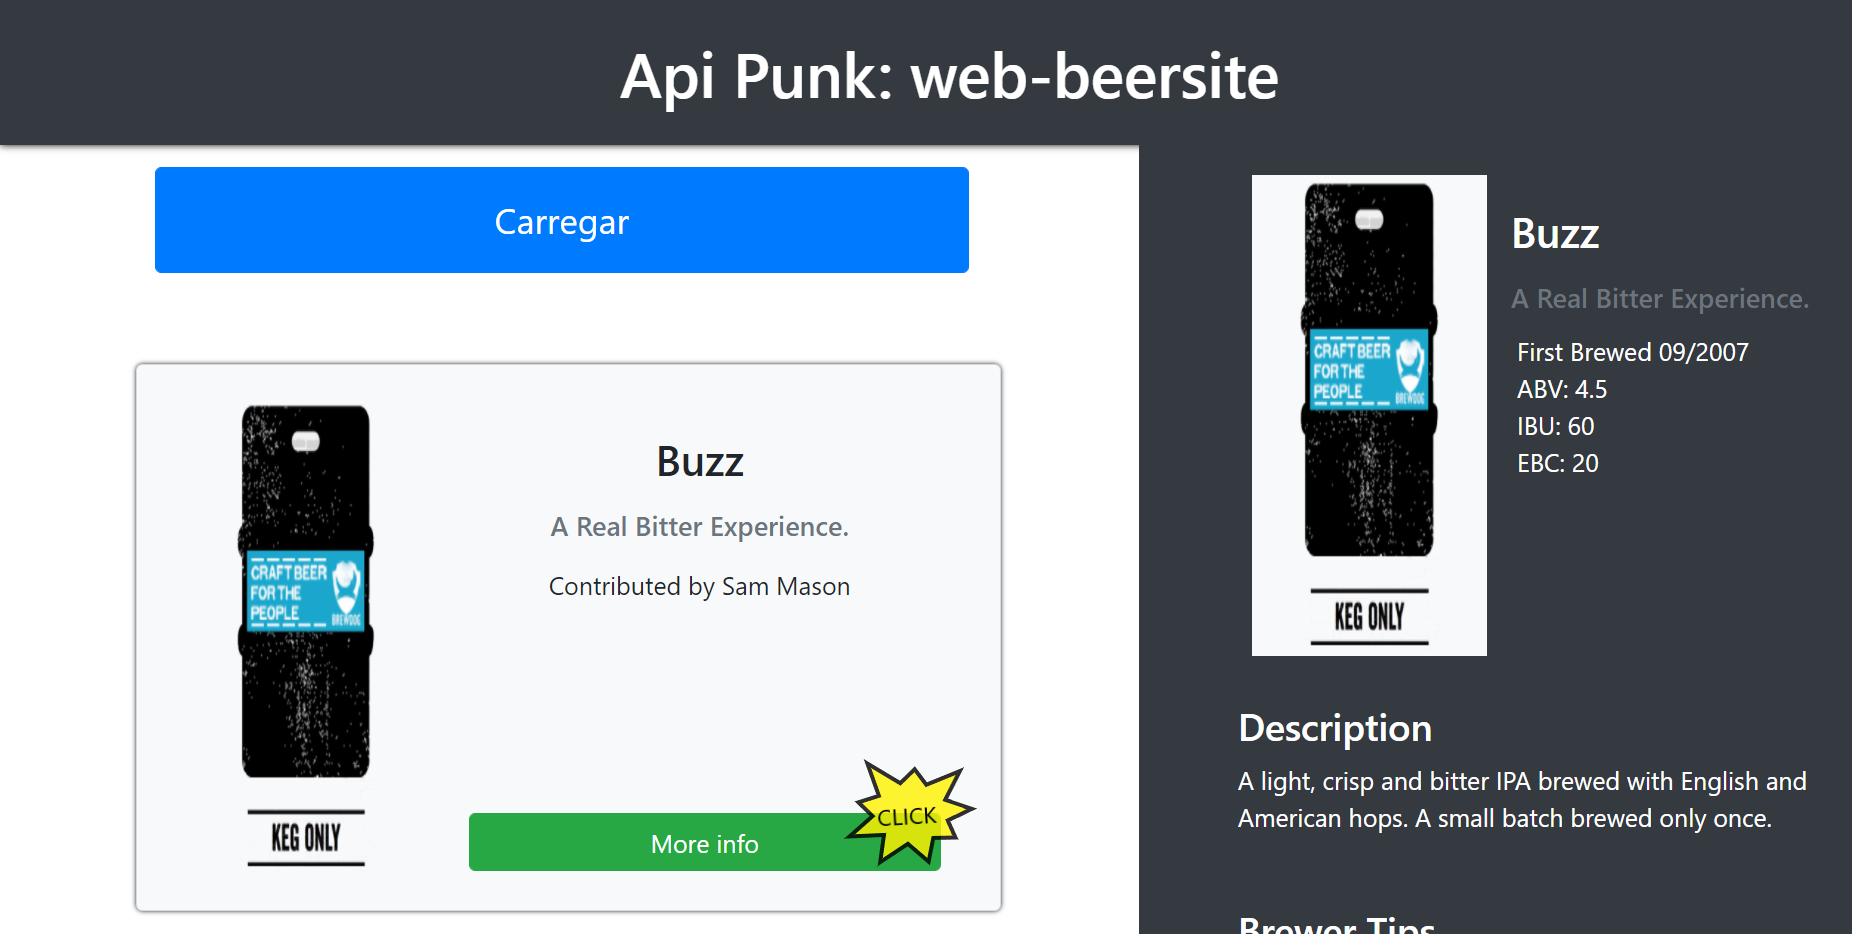 Api Punk: web-beersite
Carregar
CRAFT BEER
FOR THE
PEOPLE
BREWDOG
KEG ONLY
Buzz
A Real Bitter Experience.
Contributed by Sam Mason
More info
CLICK
CRAFT BEER
FOR THE
PEOPLE
BREWDOG
KEG ONLY
Buzz
A Real Bitter Experience.
First Brewed 09/2007
ABV: 4.5
IBU: 60
EBC: 20
Description
A light, crisp and bitter IPA brewed with English and
American hops. A small batch brewed only once.
Brewer Tips